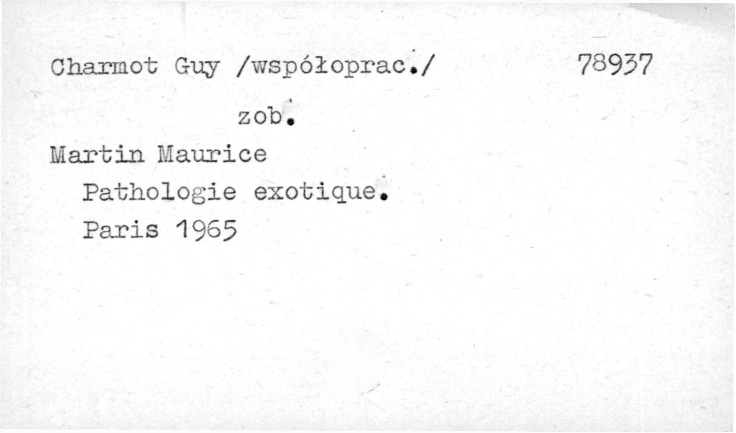 Charmot Guy /współoprac./ 78937
zob.
Martin Maurice
Pathologie exotique.
Paris 1965